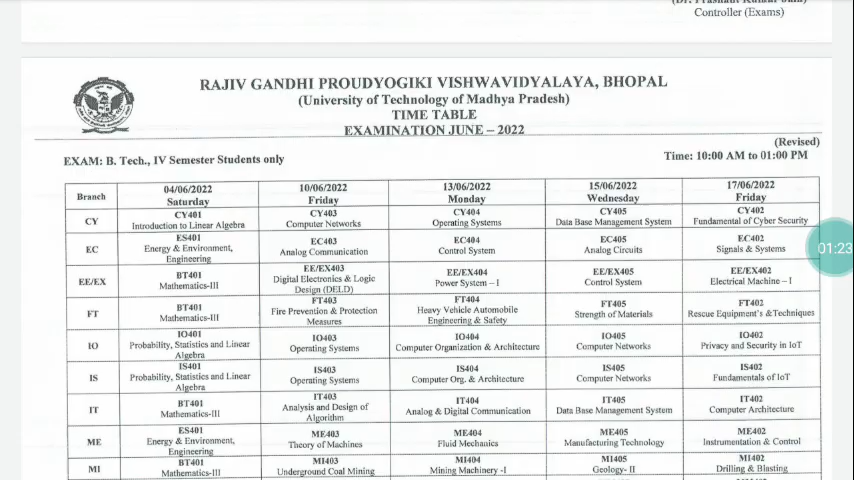 Controller (Exams)
RAJIV GANDHI PROUDYOGIKI VISHWAVIDYALAYA, BHOPAL
(University of Technology of Madhya Pradesh)
TIME TABLE
EXAMINATION JUNE – 2022
(Revised)
EXAM: B. Tech., IV Semester Students only
Time: 10:00 AM to 01:00 PM
Branch
04/06/2022 Saturday
10/06/2022 Friday
13/06/2022 Monday
15/06/2022 Wednesday
17/06/2022 Friday
CY
CY401
Introduction to Linear Algebra
CY403
Computer Networks
CY404
Operating Systems
CY405
Data Base Management System
CY402
Fundamental of Cyber Security
EC
ES401
Energy & Environment,
Engineering
EC403
Analog Communication
EC404
Control System
EC405
Analog Circuits
EC402
Signals & Systems
01:23
EE/EX
BT401
Mathematics-III
EE/EX403
Digital Electronics & Logic
Design (DELD)
EE/EX404
Power System – I
EE/EX405
Control System
EE/EX402
Electrical Machine – I
FT
BT401
Mathematics-III
FT403
Fire Prevention & Protection
Measures
FT404
Heavy Vehicle Automobile
Engineering & Safety
FT405
Strength of Materials
FT402
Rescue Equipment's &Techniques
IO
IO401
Probability, Statistics and Linear
Algebra
IO403
Operating Systems
IO404
Computer Organization & Architecture
IO405
Computer Networks
IO402
Privacy and Security in IoT
IS
IS401
Probability, Statistics and Linear
Algebra
IS403
Operating Systems
IS404
Computer Org. & Architecture
IS405
Computer Networks
IS402
Fundamentals of IoT
IT
BT401
Mathematics-III
IT403
Analysis and Design of
Algorithm
IT404
Analog & Digital Communication
IT405
Data Base Management System
IT402
Computer Architecture
ME
ES401
Energy & Environment,
Engineering
ME403
Theory of Machines
ME404
Fluid Mechanics
ME405
Manufacturing Technology
ME402
Instrumentation & Control
MI
BT401
Mathematics-III
MI403
Underground Coal Mining
MI404
Mining Machinery -I
MI405
Geology- II
MI402
Drilling & Blasting